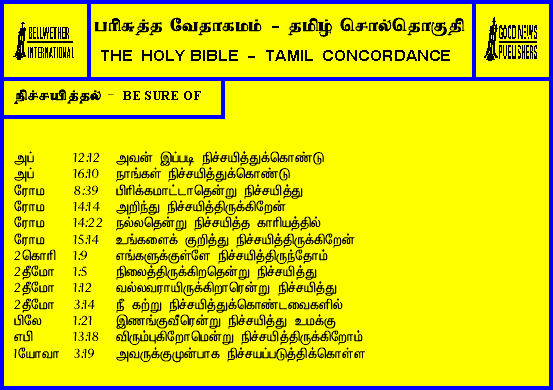 BELLWETHER INTERNATIONAL
பரிசுத்த வேதாகமம் - தமிழ் சொல்தொகுதி
THE HOLY BIBLE - TAMIL CONCORDANCE
GOOD NEWS PUBLISHERS
நிச்சயித்தல் - BE SURE OF
அப் 12:12 அவன் இப்படி நிச்சயித்துக்கொண்டு
அப் 16:10 நாங்கள் நிச்சயித்துக்கொண்டு
ரோம 8:39 பிரிக்கமாட்டாதென்று நிச்சயித்து
ரோம 14:14 அறிந்து நிச்சயித்திருக்கிறேன்
ரோம 14:22 நல்லதென்று நிச்சயித்த காரியத்தில்
ரோம 15:14 உங்களைக் குறித்து நிச்சயித்திருக்கிறேன்
2கொரி 1:9 எங்களுக்குள்ளே நிச்சயித்திருந்தோம்
2தீமோ 1:5 நிலைத்திருக்கிறதென்று நிச்சயித்து
2தீமோ 1:12 வல்லவராயிருக்கிறாரென்று நிச்சயித்து
2தீமோ 3:14 நீ கற்று நிச்சயித்துக்கொண்டவைகளில்
பிலே 1:21 இணங்குவீரென்று நிச்சயித்து உமக்கு
எபி 13:18 விரும்புகிறோமென்று நிச்சயித்திருக்கிறோம்
1யோவா 3:19 அவருக்குமுன்பாக நிச்சயப்படுத்திக்கொள்ள